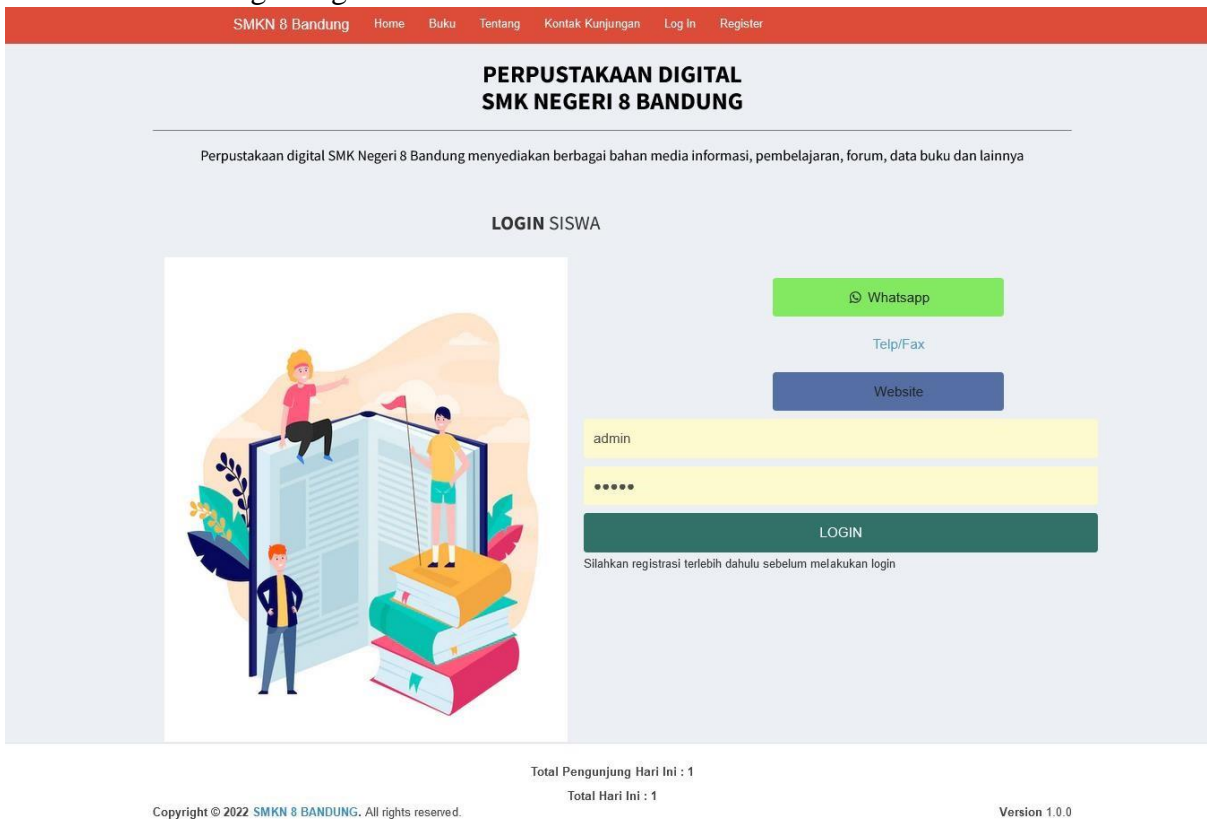 SMKN 8 Bandung Home Buku Tentang Kontak Kunjungan Log In Register
PERPUSTAKAAN DIGITAL
SMK NEGERI 8 BANDUNG
Perpustakaan digital SMK Negeri 8 Bandung menyediakan berbagai bahan media informasi, pembelajaran, forum, data buku dan lainnya
LOGIN SISWA
Whatsapp
Telp/Fax
Website
admin
•••••
LOGIN
Silahkan registrasi terlebih dahulu sebelum melakukan login
Total Pengunjung Hari Ini : 1
Total Hari Ini : 1
Copyright © 2022 SMKN 8 BANDUNG. All rights reserved. Version 1.0.0